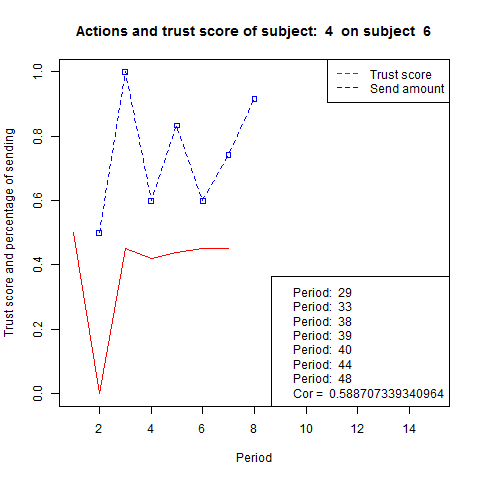 Actions and trust score of subject:  4  on subject  6
Trust score
Send amount
Trust score and percentage of sending
1.0
0.8
0.6
0.4
0.2
0.0
Period:  29
Period:  33
Period:  38
Period:  39
Period:  40
Period:  44
Period:  48
Cor =  0.588707339340964
2 4 6 8 10 12 14
Period